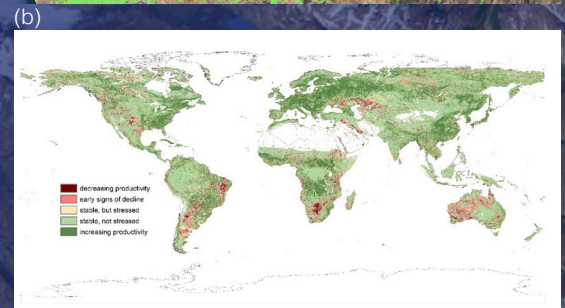 (b)
decreasing productivity
early signs of decline
stable, but stressed
stable, not stressed
increasing productivity